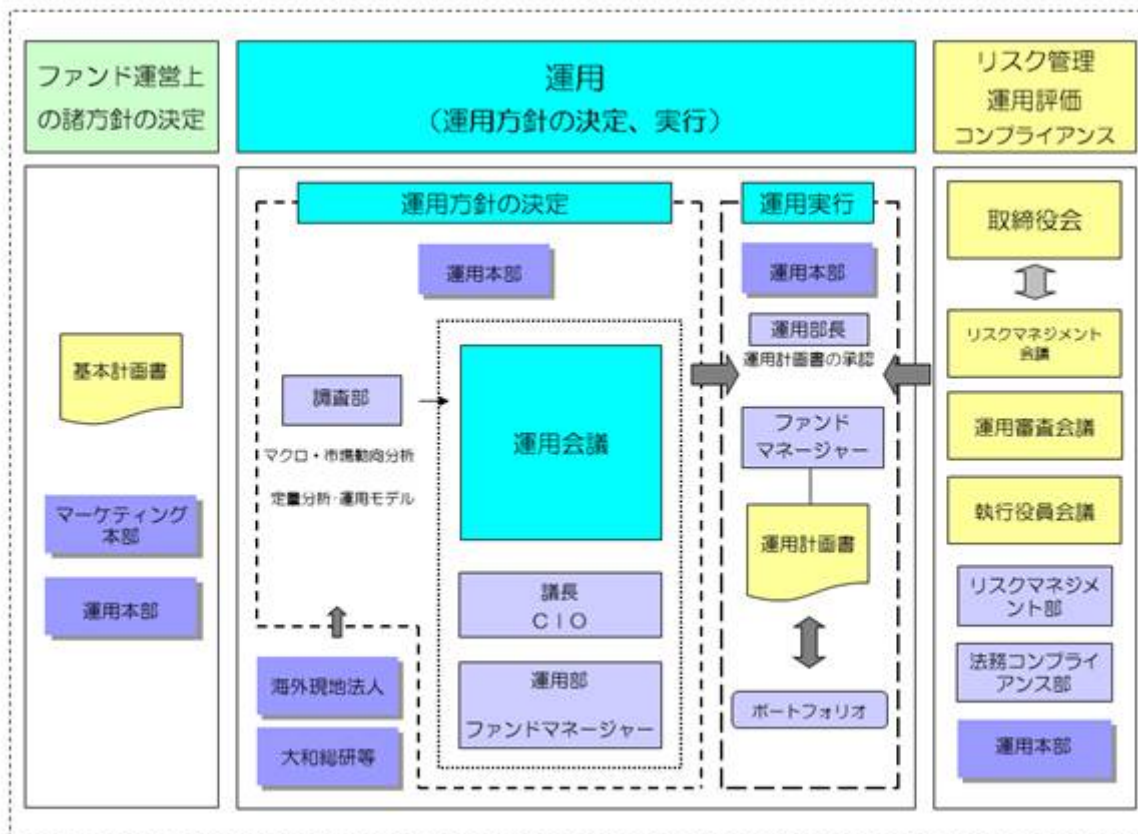 ファンド運営上
の諸方針の決定
運用
（運用方針の決定、実行）
リスク管理
運用評価
コンプライアンス
基本計画書
マーケティング
本部
運用本部
運用方針の決定
運用本部
調査部
マクロ・市場動向分析
定量分析・運用モデル
運用会議
議長
ＣＩＯ
運用部
ファンドマネージャー
海外現地法人
大和総研等
運用実行
運用本部
運用部長
運用計画書の承認
ファンド
マネージャー
運用計画書
ポートフォリオ
取締役会
リスクマネジメント
会議
運用審査会議
執行役員会議
リスクマネジメ
ント部
法務コンプライ
アンス部
運用本部